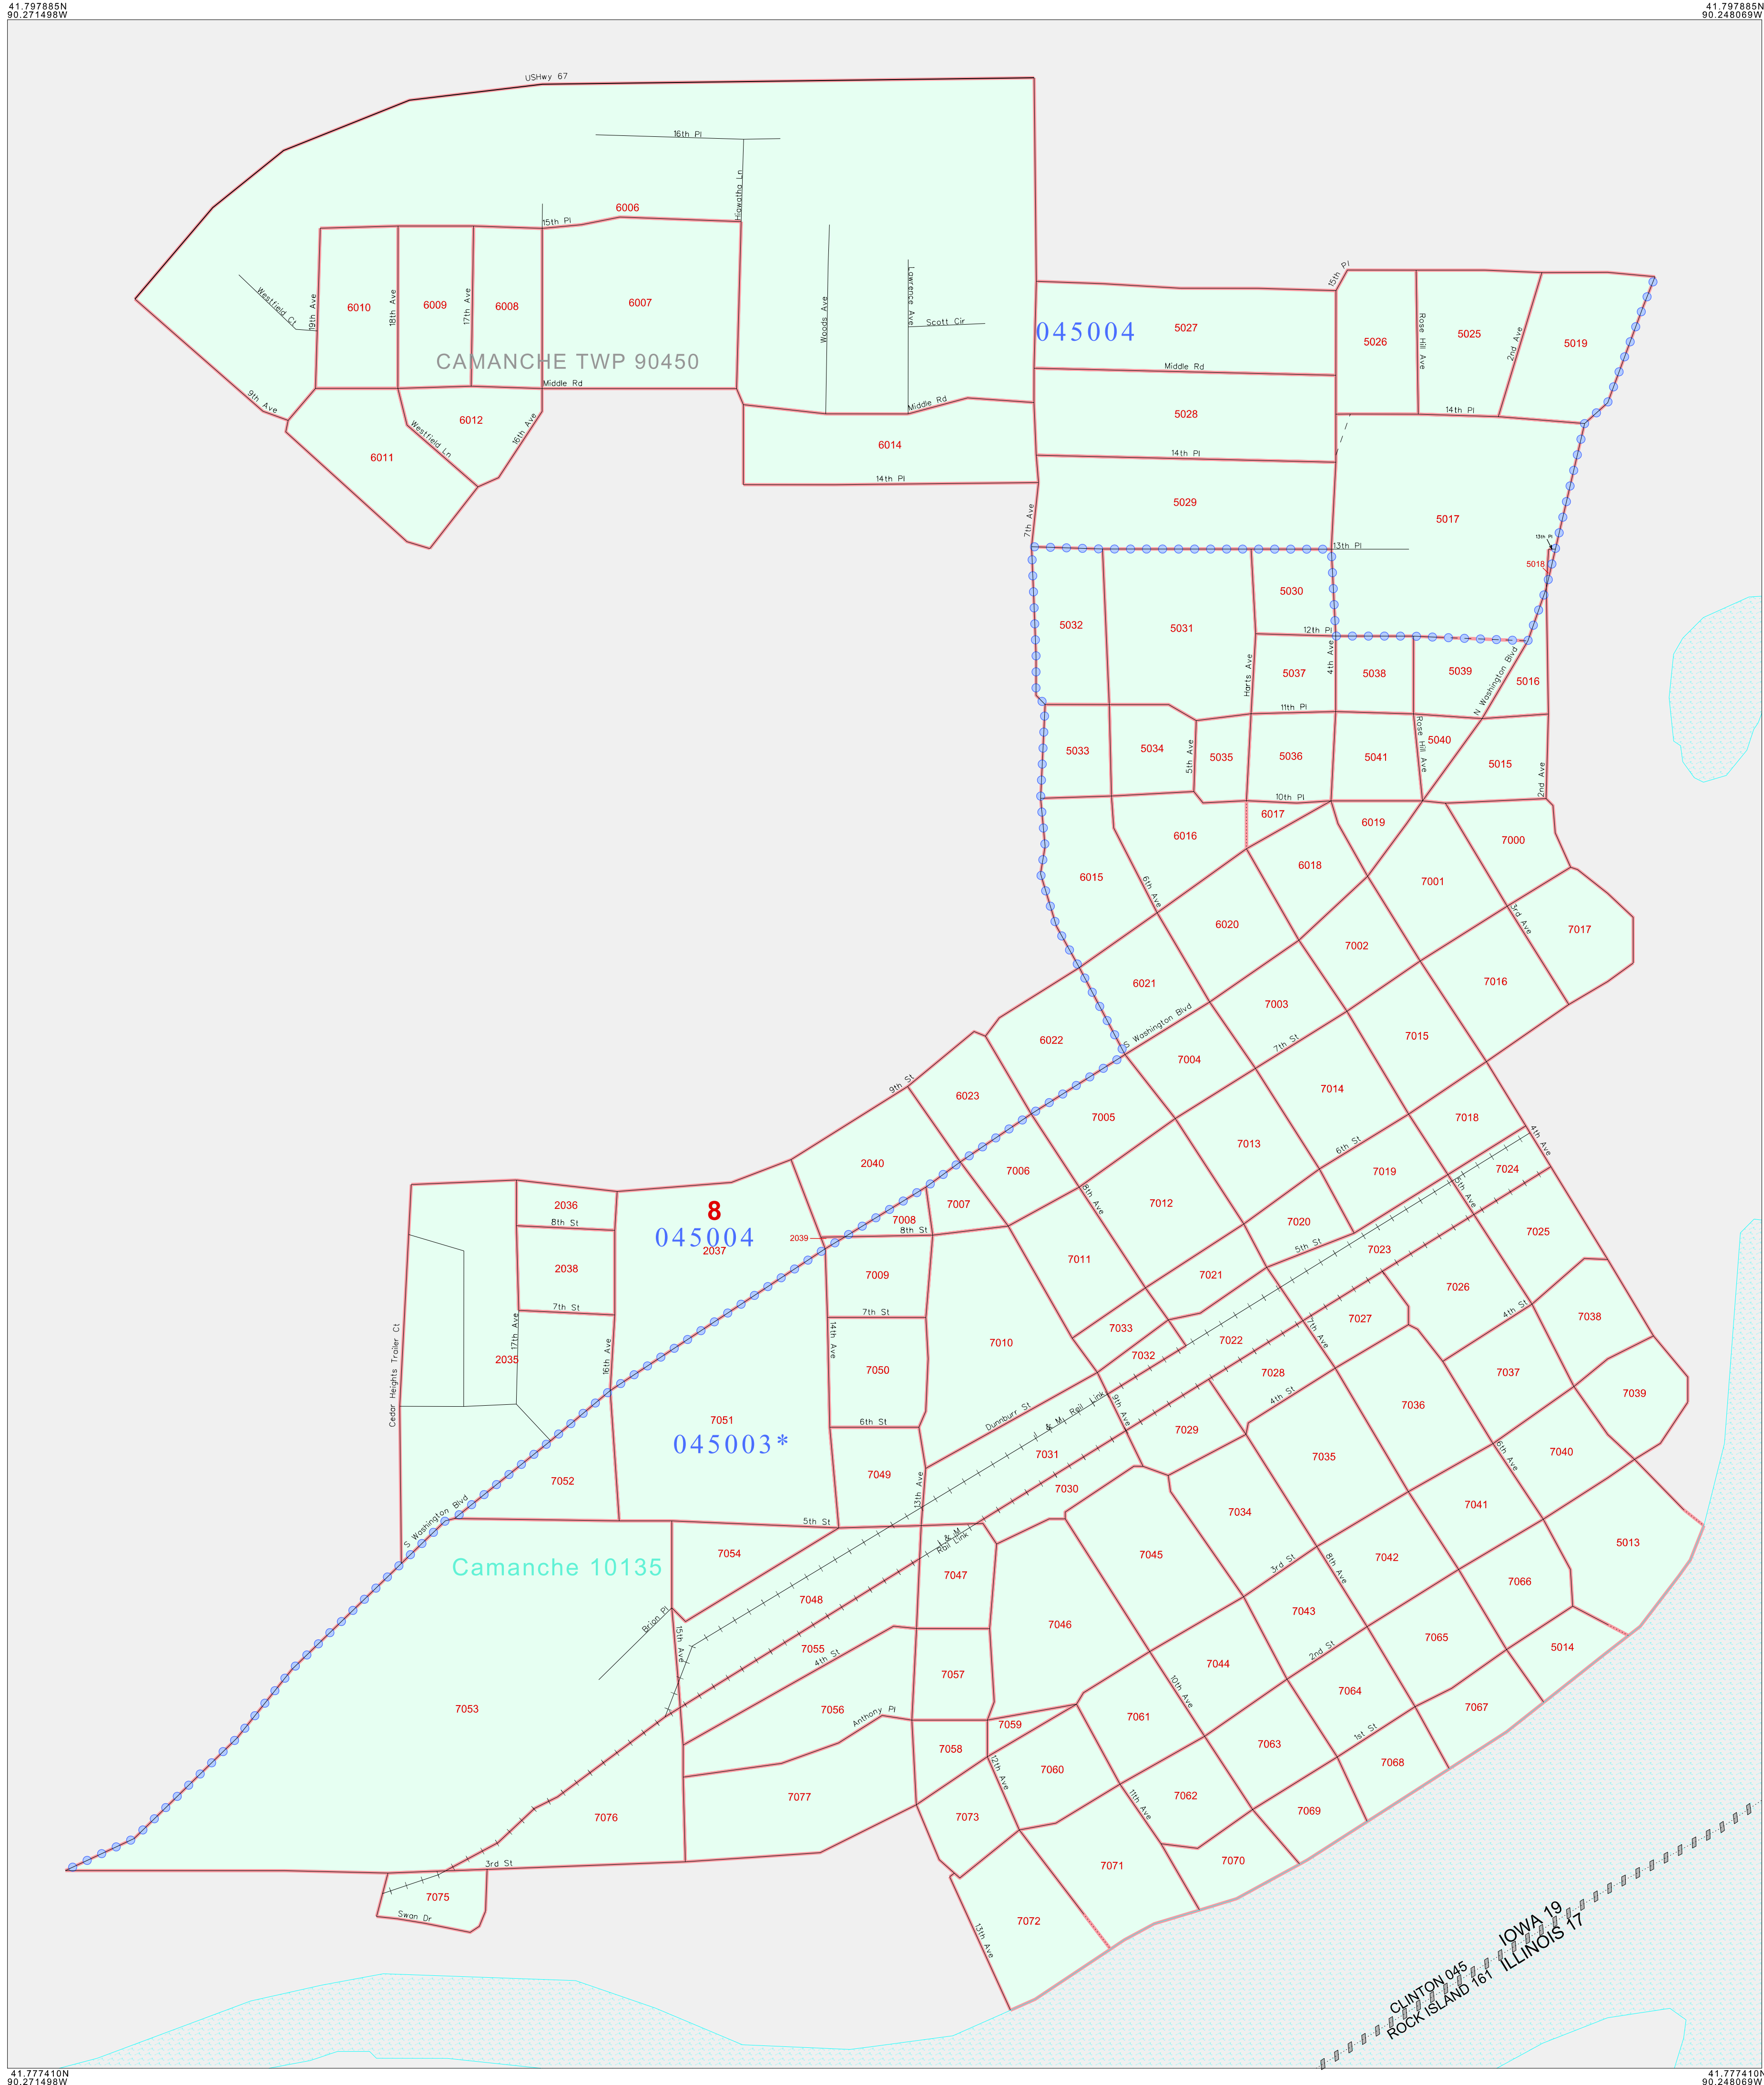 41.797885N
90.271498W
41.797885N
90.248069W
USHwy 67
16th Pl
Hiawatha Ln
6006
15th Pl
Westfield Ct
19th Ave
6010
18th Ave
6009
17th Ave
6008
6007
Woods Ave
Lawrence Ave
Scott Cir
CAMANCHE TWP 90450
Middle Rd
9th Ave
6011
Westfield Ln
6012
16th Ave
Middle Rd
6014
14th Pl
7th Ave
045004
5027
15th Pl
5026
Rose Hill Ave
5025
2nd Ave
5019
Middle Rd
5028
14th Pl
14th Pl
5029
5017
13th Pl
13th Pl
5018
5032
5031
5030
12th Pl
Harts Ave
5037
4th Ave
5038
5039
N Washington Blvd
5016
11th Pl
5033
5034
5th Ave
5035
5036
5041
Rose Hill Ave
5040
5015
2nd Ave
10th Pl
6017
6016
6019
7000
6015
6th Ave
6018
7001
6020
7002
3rd Ave
7017
6021
7003
7016
S Washington Blvd
6022
7004
7th St
7015
9th St
6023
7005
7014
7018
4th Ave
2040
7006
7013
6th St
7019
7024
8th Ave
5th Ave
2036
8th St
8
045004
2037
2039
7008
8th St
7007
7012
7020
7025
2038
7th St
7009
7011
5th St
7023
7021
7026
Cedar Heights Trailer Ct
17th Ave
2035
16th Ave
14th Ave
7th St
7010
7033
7032
7022
7th Ave
7027
4th St
7038
7050
7028
7037
7051
045003*
6th St
Dunnburr St
I & M Rail Link
9th Ave
4th St
7036
7039
7029
7031
7035
6th Ave
7040
7052
7049
13th Ave
7030
7034
7041
S Washington Blvd
5th St
I & M
Rail Link
5013
Camanche 10135
7054
7045
3rd St
8th Ave
7042
7066
7047
7048
7043
Brian Pl
15th Ave
7055
4th St
7046
2nd St
7065
5014
7057
7044
7053
7056
Anthony Pl
10th Ave
7064
7067
7059
7061
1st St
7058
12th Ave
7060
7063
7068
7076
7077
11th Ave
7062
7073
7069
3rd St
7071
7070
7075
Swan Dr
7072
13th Ave
IOWA 19
ILLINOIS 17
CLINTON 045
ROCK ISLAND 161
41.777410N
90.271498W
41.777410N
90.248069W